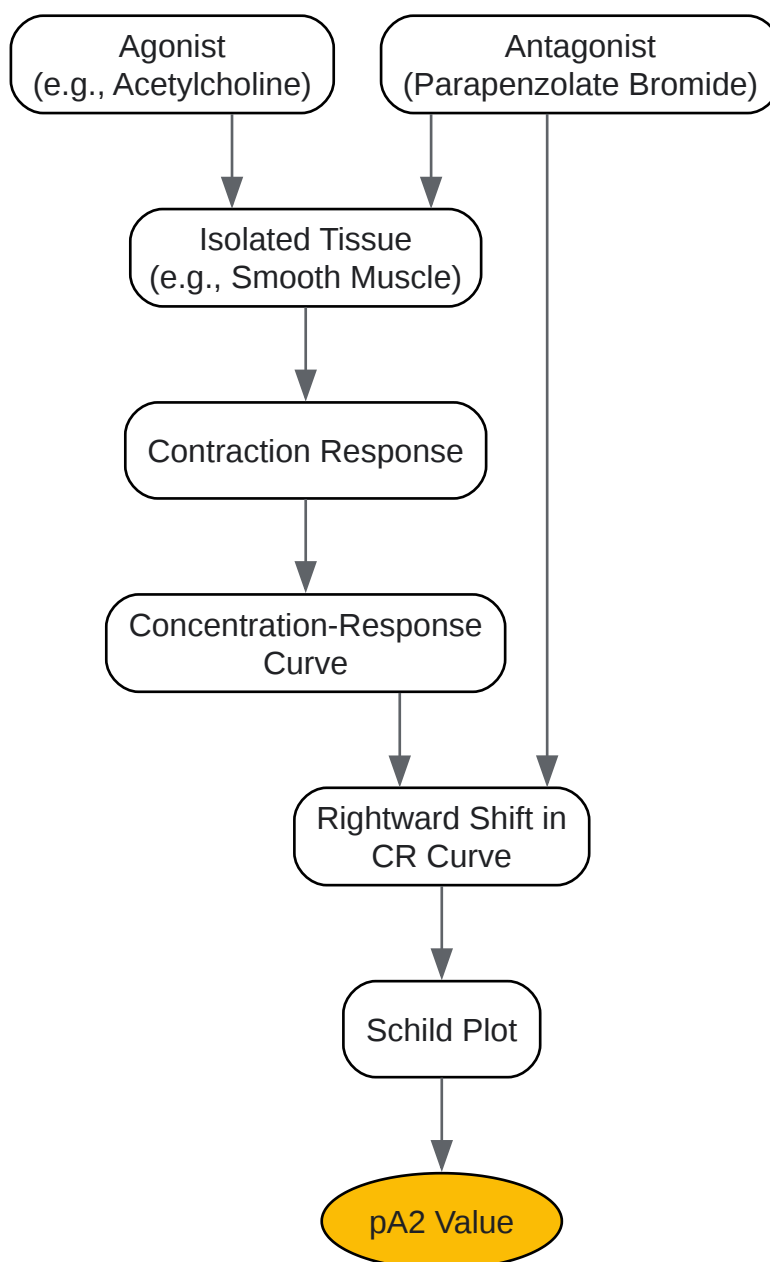 Agonist
(e.g., Acetylcholine)
Antagonist
(Parapenzolate Bromide)
Isolated Tissue
(e.g., Smooth Muscle)
Contraction Response
Concentration-Response
Curve
Rightward Shift in
CR Curve
Schild Plot
pA2 Value